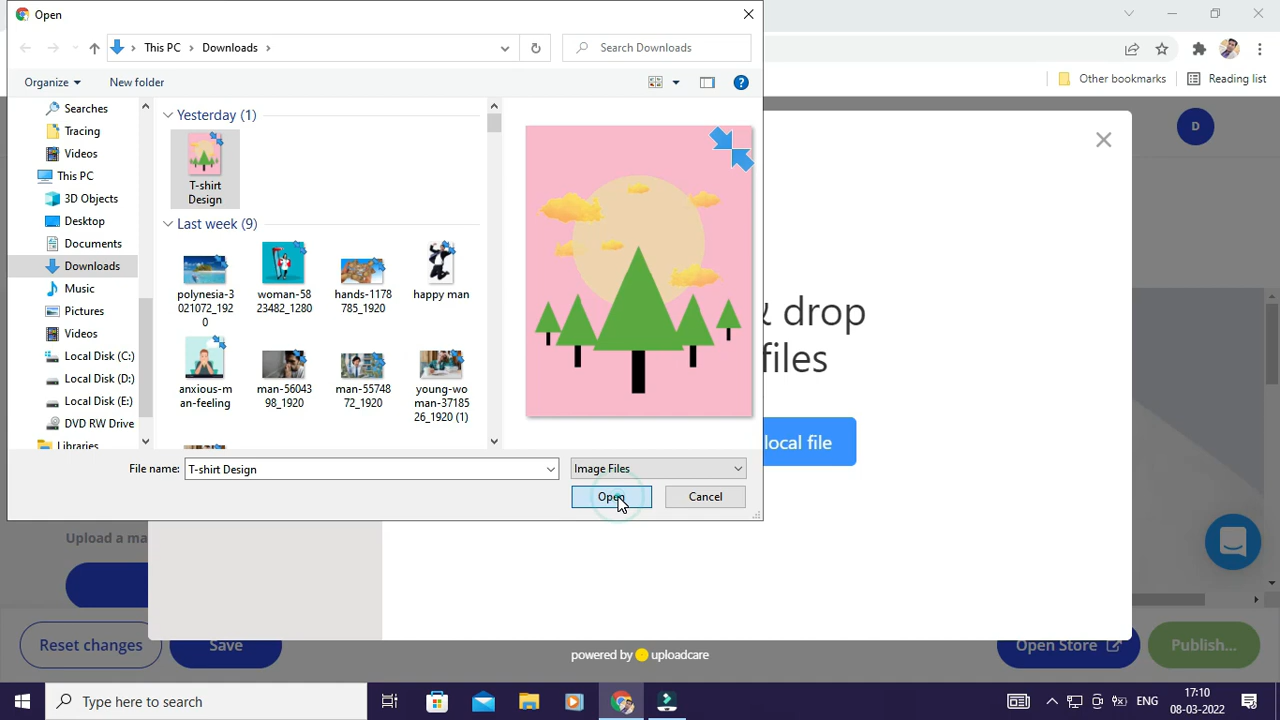 Open
This PC
Downloads
Search Downloads
Organize
New folder
Other bookmarks
Reading list
Searches
Tracing
Videos
This PC
3D Objects
Desktop
Documents
Downloads
Music
Pictures
Videos
Local Disk (C:)
Local Disk (D:)
Local Disk (E:)
DVD RW Drive
Libraries
Yesterday (1)
T-shirt
Design
Last week (9)
polynesia-3
021072_192
0
woman-58
23482_1280
hands-1178
785_1920
happy man
anxious-m
an-feeling
man-56043
98_1920
man-55748
72_1920
young-wo
man-37185
26_1920 (1)
File name:
T-shirt Design
Image Files
Open
Cancel
D
& drop
files
local file
Upload a ma
Reset changes
Save
powered by uploadcare
Open Store
Publish...
Type here to search
ENG
17:10
08-03-2022